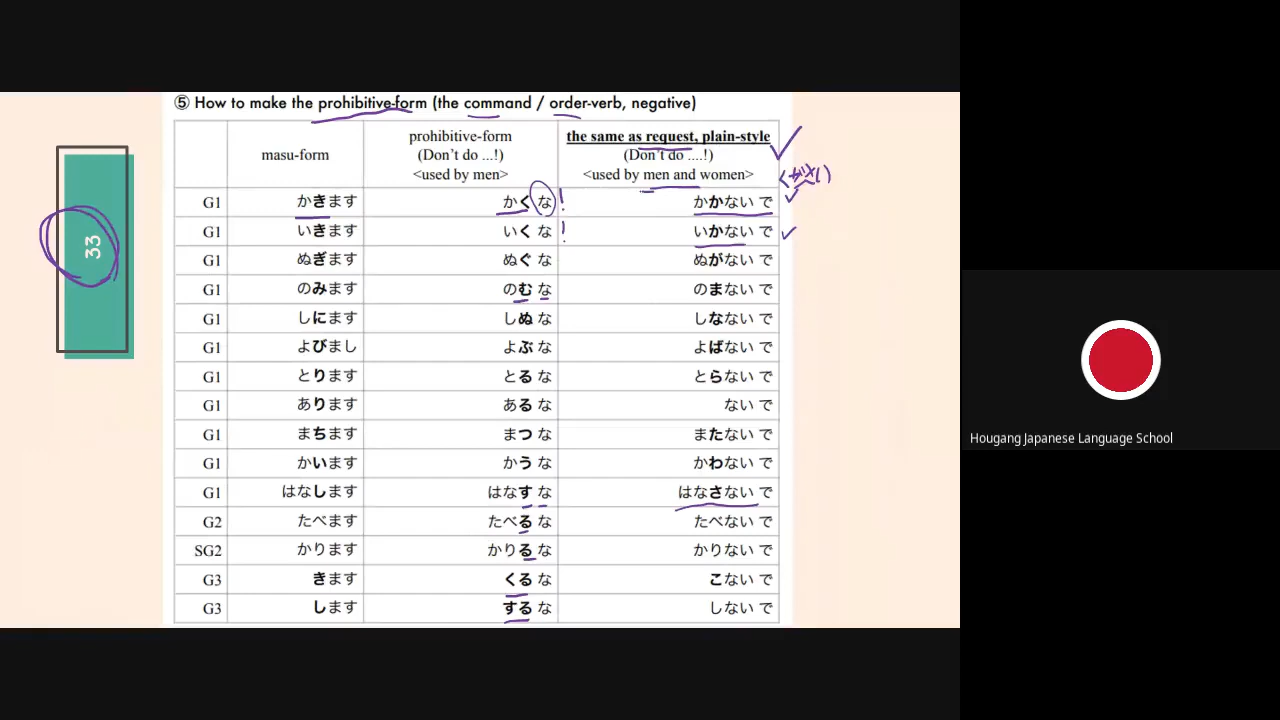 ⑤ How to make the prohibitive-form (the command / order-verb, negative)
masu-form
prohibitive-form
(Don't do ...!)
<used by men>
the same as request, plain-style
(Don't do ....!)
<used by men and women>
G1 かきます かく な ! かかない で
G1 いきます いく な ! いかない で
G1 ぬぎます ぬぐ な ぬがない で
G1 のみます のむ な のまない で
G1 しにます しぬ な しなない で
G1 よびまし よぶ な よばない で
G1 とります とる な とらない で
G1 あります ある な ない で
G1 まちます まつ な またない で
G1 かいます かう な かわない で
G1 はなします はなす な はなさない で
G2 たべます たべる な たべない で
SG2 かります かりる な かりない で
G3 きます くる な こない で
G3 します する な しない で
33
Hougang Japanese Language School